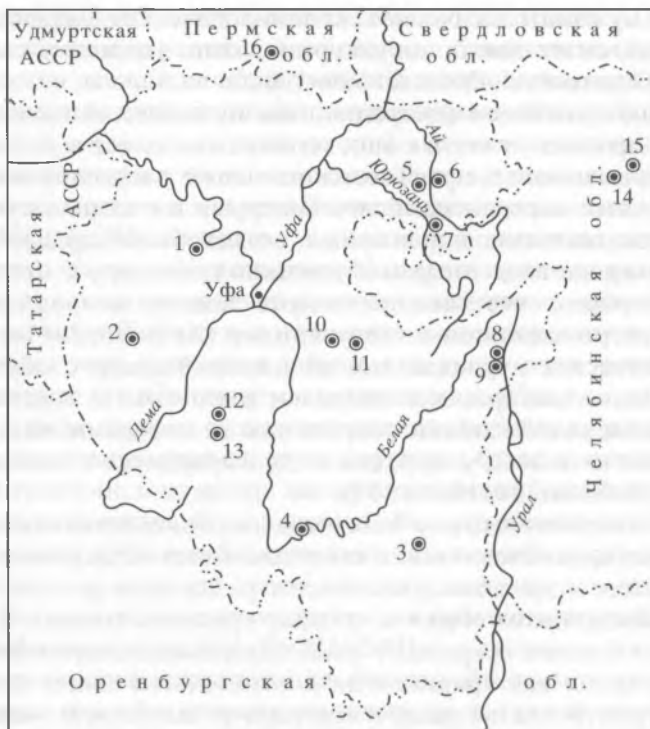 Удмуртская
АССР
Пермская
обл.
Свердловская
обл.
16
Ай
Юрюзань
5
6
15
14
Татарская
АССР
Уфа
7
1
Уфа
2
10
11
8
9
Челябинская обл.
12
13
Дема
Белая
Урал
4
3
Оренбургская обл.